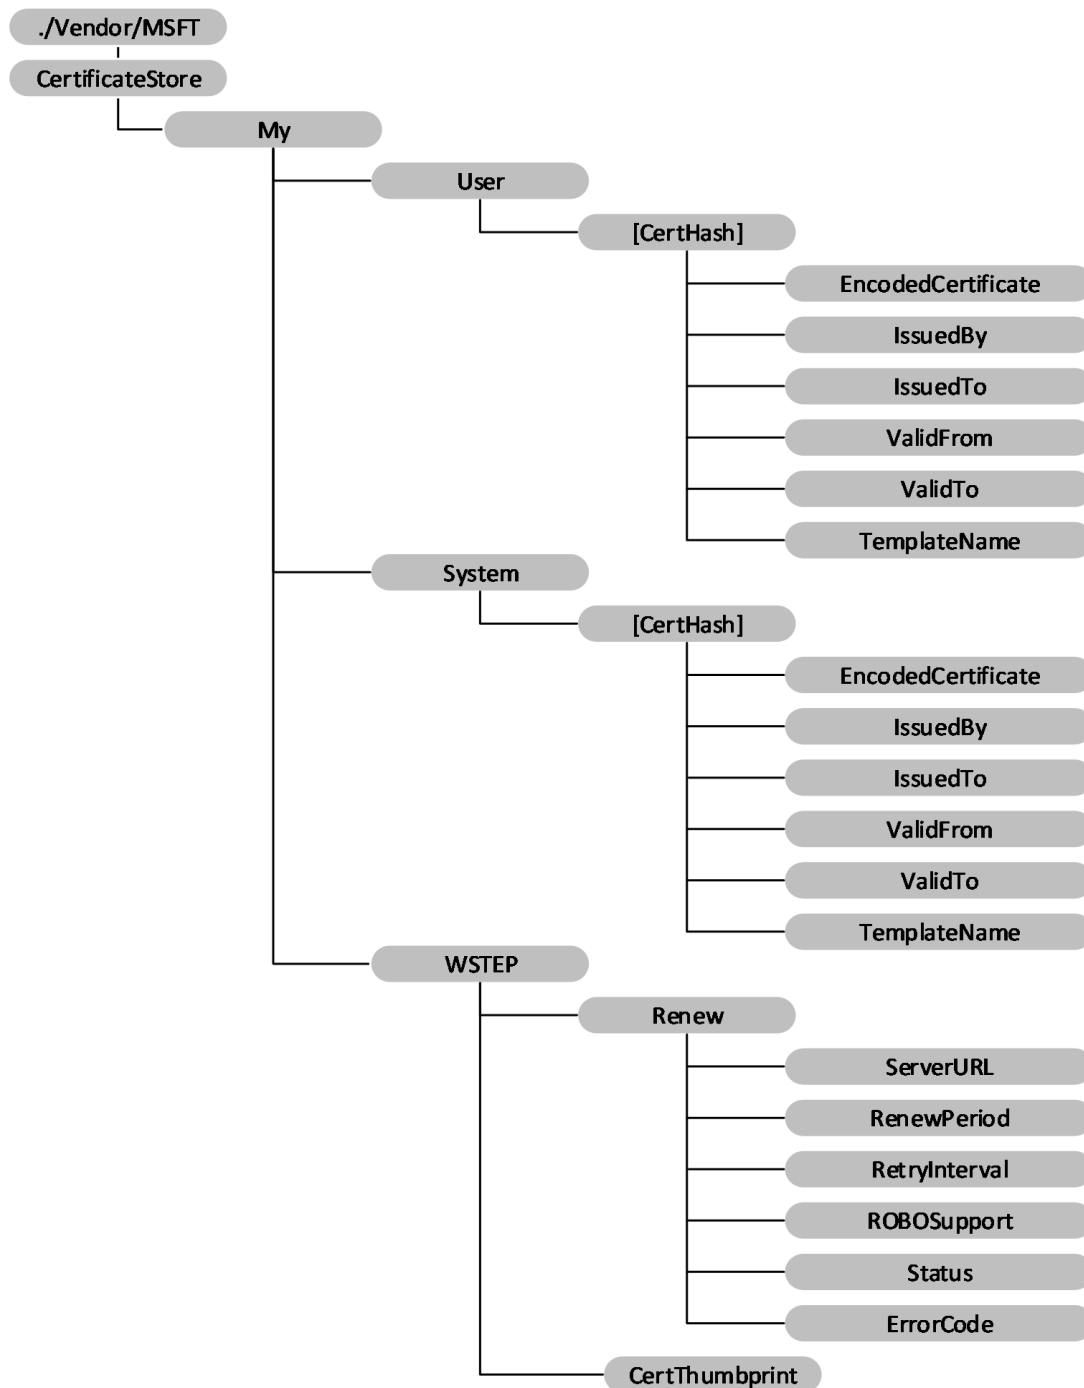 ./Vendor/MSFT
CertificateStore
My
User
[CertHash]
EncodedCertificate
IssuedBy
IssuedTo
ValidFrom
ValidTo
TemplateName
System
[CertHash]
EncodedCertificate
IssuedBy
IssuedTo
ValidFrom
ValidTo
TemplateName
WSTEP
Renew
ServerURL
RenewPeriod
RetryInterval
ROBOSupport
Status
ErrorCode
CertThumbprint